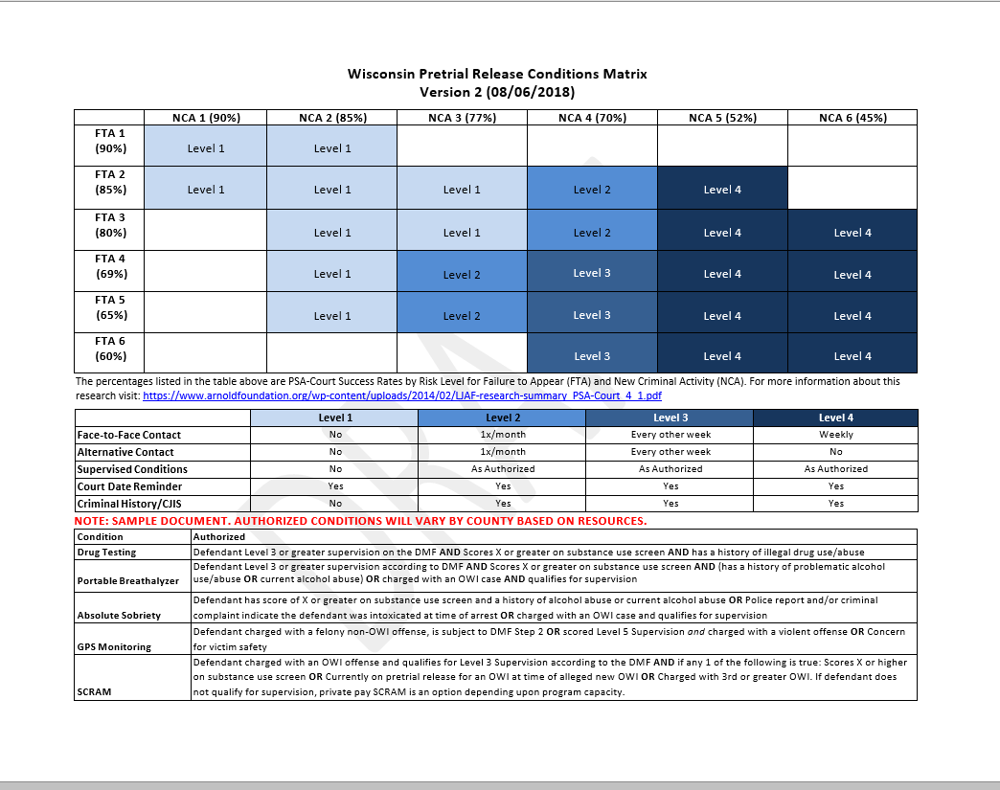 Wisconsin Pretrial Release Conditions Matrix
Version 2 (08/06/2018)
NCA 1 (90%) NCA 2 (85%) NCA 3 (77%) NCA 4 (70%) NCA 5 (52%) NCA 6 (45%)
FTA 1
(90%) Level 1 Level 1
FTA 2
(85%) Level 1 Level 1 Level 1 Level 2 Level 4
FTA 3
(80%) Level 1 Level 1 Level 2 Level 4 Level 4
FTA 4
(69%) Level 1 Level 2 Level 3 Level 4 Level 4
FTA 5
(65%) Level 1 Level 2 Level 3 Level 4 Level 4
FTA 6
(60%) Level 3 Level 4 Level 4
The percentages listed in the table above are PSA-Court Success Rates by Risk Level for Failure to Appear (FTA) and New Criminal Activity (NCA). For more information about this
research visit: https://www.arnoldfoundation.org/wp-content/uploads/2014/02/LJAF-research-summary_PSA-Court_4_1.pdf
Level 1 Level 2 Level 3 Level 4
Face-to-Face Contact No 1x/month Every other week Weekly
Alternative Contact No 1x/month Every other week No
Supervised Conditions No As Authorized As Authorized As Authorized
Court Date Reminder Yes Yes Yes Yes
Criminal History/CJIS No Yes Yes Yes
NOTE: SAMPLE DOCUMENT. AUTHORIZED CONDITIONS WILL VARY BY COUNTY BASED ON RESOURCES.
Condition Authorized
Drug Testing Defendant Level 3 or greater supervision on the DMF AND Scores X or greater on substance use screen AND has a history of illegal drug use/abuse
Defendant Level 3 or greater supervision according to DMF AND Scores X or greater on substance use screen AND (has a history of problematic alcohol
Portable Breathalyzer use/abuse OR current alcohol abuse) OR charged with an OWI case AND qualifies for supervision
Defendant has score of X or greater on substance use screen and a history of alcohol abuse or current alcohol abuse OR Police report and/or criminal
Absolute Sobriety complaint indicate the defendant was intoxicated at time of arrest OR charged with an OWI case and qualifies for supervision
Defendant charged with a felony non-OWI offense, is subject to DMF Step 2 OR scored Level 5 Supervision and charged with a violent offense OR Concern
GPS Monitoring for victim safety
Defendant charged with an OWI offense and qualifies for Level 3 Supervision according to the DMF AND if any 1 of the following is true: Scores X or higher
on substance use screen OR Currently on pretrial release for an OWI at time of alleged new OWI OR Charged with 3rd or greater OWI. If defendant does
SCRAM not qualify for supervision, private pay SCRAM is an option depending upon program capacity.
DRAFT